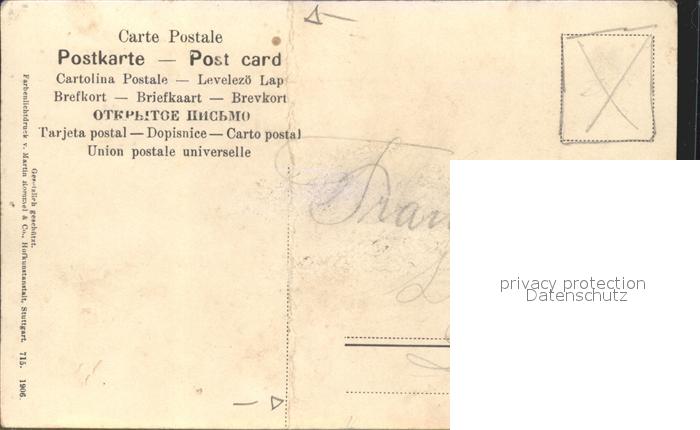 Carte Postale
Postkarte — Post card
Cartolina Postale — Levelező Lap
Brefkort — Briefkaart — Brevkort
ОТКРЫТОЕ ПИСЬМО
Tarjeta postal — Dopisnice — Carto postal
Union postale universelle
Gesetzlich geschützt.
Farbenlichtdruck v. Martin Rommel & Co., Hofkunstanstalt, Stuttgart. 715. 1906.
privacy protection
Datenschutz